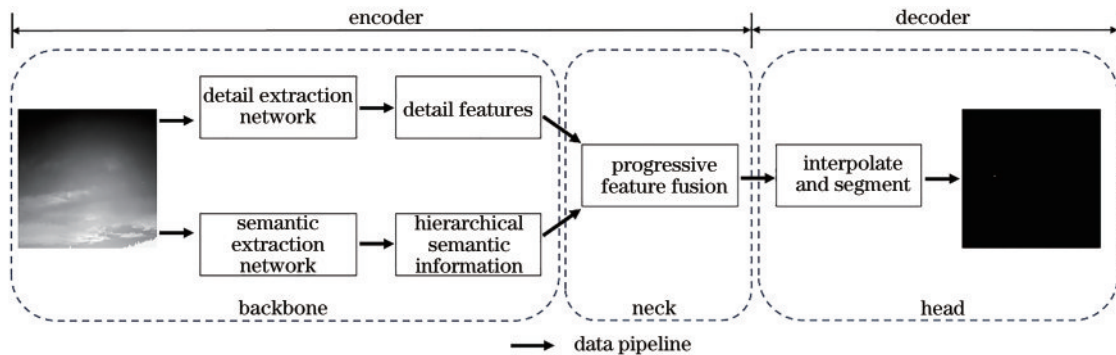 encoder
decoder
detail extraction
network
detail features
semantic
extraction
network
hierarchical
semantic
information
backbone
progressive
feature fusion
neck
interpolate
and segment
head
data pipeline